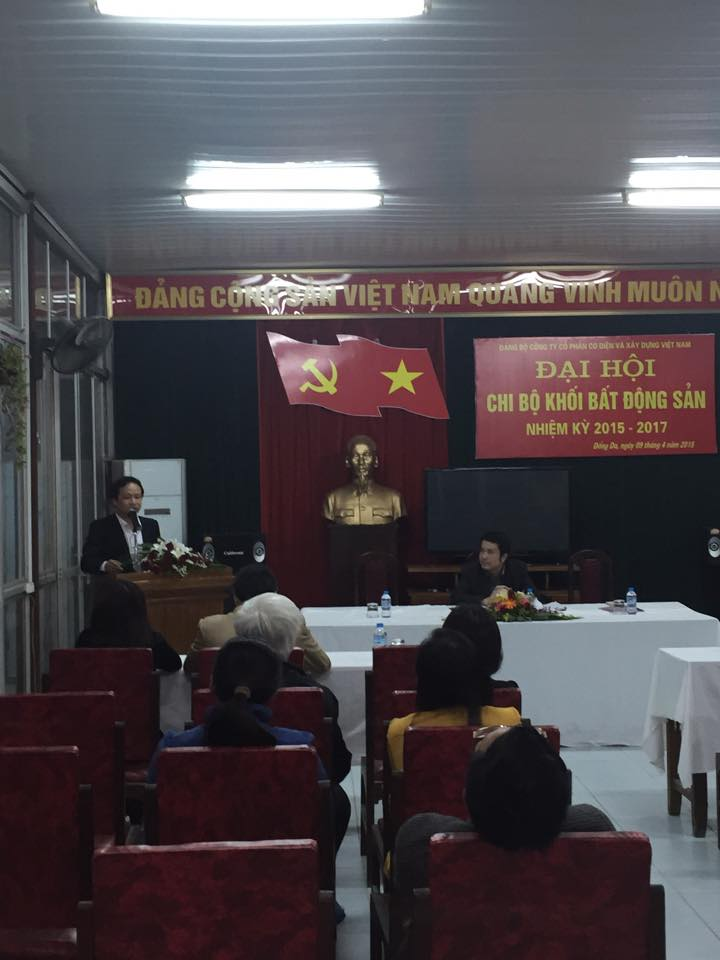 ĐẢNG CỘNG SẢN VIỆT NAM QUANG VINH MUÔN N
ĐẢNG BỘ CÔNG TY CỔ PHẦN CƠ ĐIỆN VÀ XÂY DỰNG VIỆT NAM
ĐẠI HỘI
CHI BỘ KHỐI BẤT ĐỘNG SẢN
NHIỆM KỲ 2015 - 2017
Đống Đa, ngày 09 tháng 4 năm 2015
California